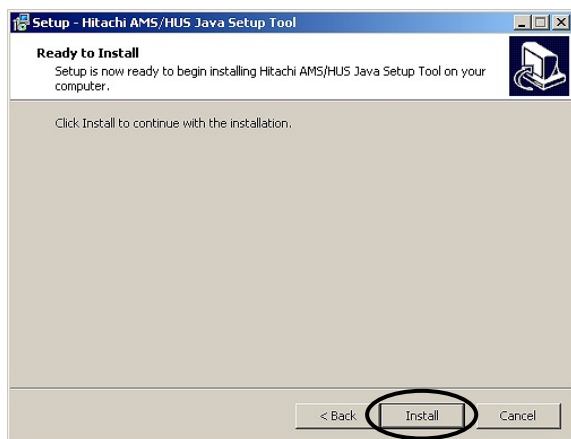 Setup - Hitachi AMS/HUS Java Setup Tool
Ready to Install
Setup is now ready to begin installing Hitachi AMS/HUS Java Setup Tool on your
computer.
Click Install to continue with the installation.
< Back Install Cancel